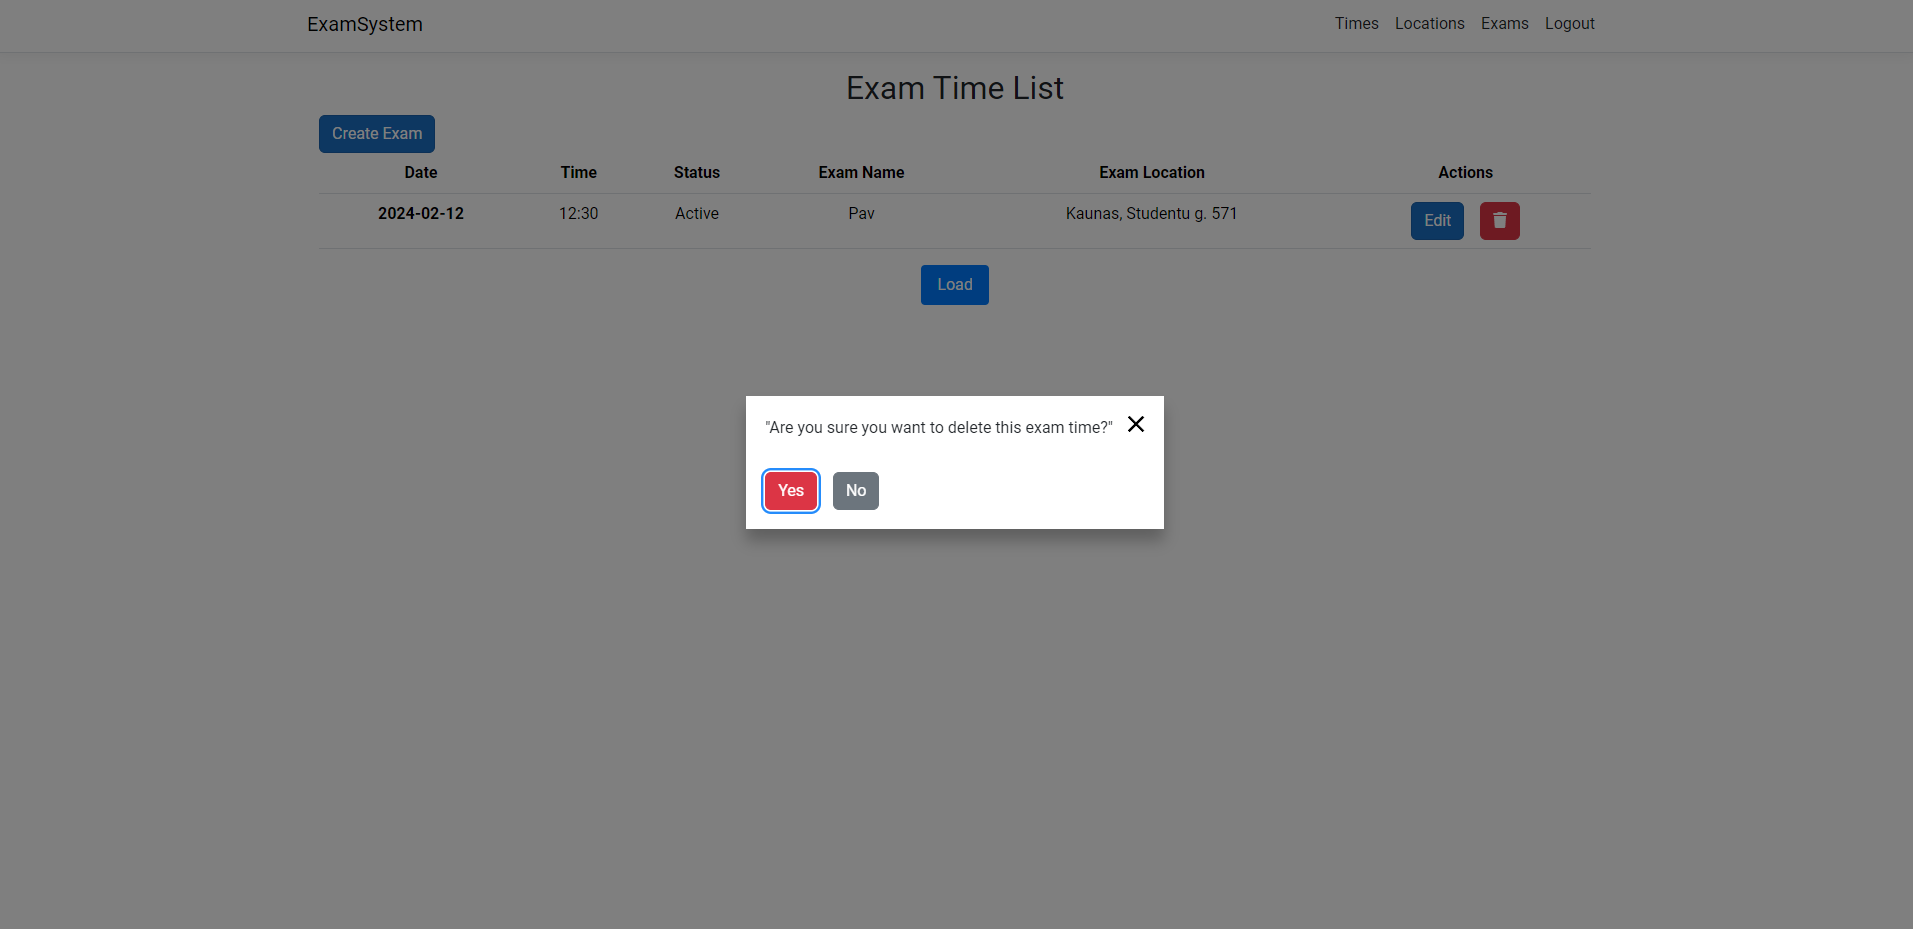 ExamSystem Times Locations Exams Logout
Exam Time List
Create Exam
Date Time Status Exam Name Exam Location Actions
2024-02-12 12:30 Active Pav Kaunas, Studentu g. 571 Edit
Load
"Are you sure you want to delete this exam time?"
Yes No